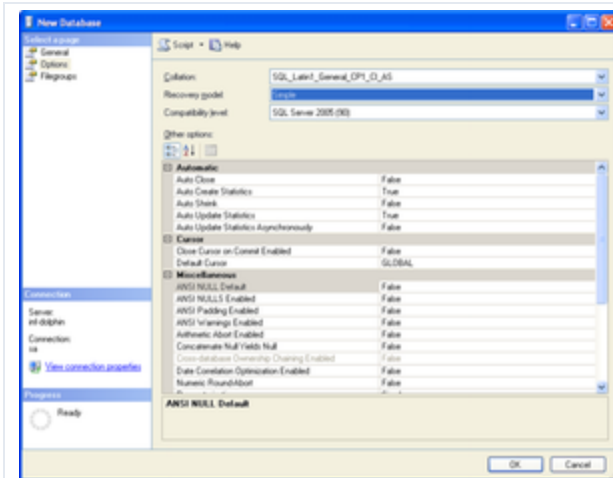 New Database
Select a page
General
Options
Filegroups
Script Help
Collation: SQL_Latin1_General_CP1_CI_AS
Recovery model: Simple
Compatibility level: SQL Server 2005 (90)
Other options:
Automatic
Auto Close False
Auto Create Statistics True
Auto Shrink False
Auto Update Statistics True
Auto Update Statistics Asynchronously False
Cursor
Close Cursor on Commit Enabled False
Default Cursor GLOBAL
Miscellaneous
ANSI NULL Default False
ANSI NULLS Enabled False
ANSI Padding Enabled False
ANSI Warnings Enabled False
Arithmetic Abort Enabled False
Concatenate Null Yields Null False
Cross-database Ownership Chaining Enabled False
Date Correlation Optimization Enabled False
Numeric Round-Abort False
ANSI NULL Default
Connection
Server:
Connection:
sa
View connection properties
Progress
Ready
OK Cancel